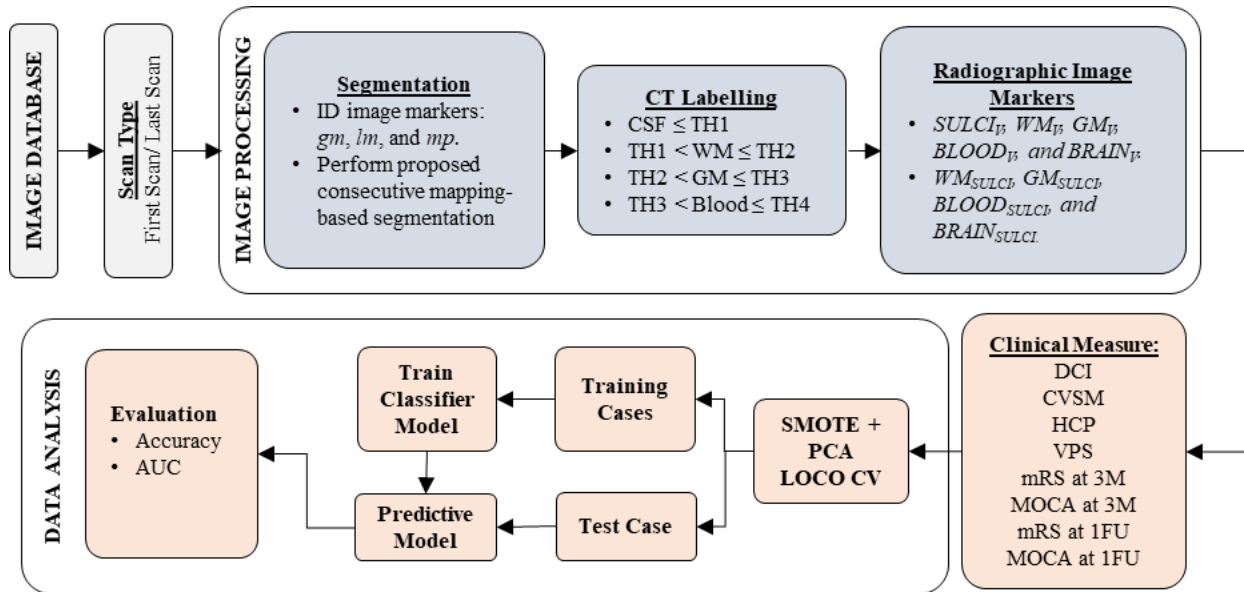 IMAGE DATABASE
Scan Type
First Scan/ Last Scan
IMAGE PROCESSING
Segmentation
• ID image markers:
gm, lm, and mp.
• Perform proposed
consecutive mapping-
based segmentation
CT Labelling
• CSF ≤ TH1
• TH1 < WM ≤ TH2
• TH2 < GM ≤ TH3
• TH3 < Blood ≤ TH4
Radiographic Image
Markers
• SULCIV, WMV, GMV,
BLOODV, and BRAINV.
• WMSULCI, GMSULCI,
BLOODSULCI, and
BRAINSULCI.
Clinical Measure:
DCI
CVSM
HCP
VPS
mRS at 3M
MOCA at 3M
mRS at 1FU
MOCA at 1FU
DATA ANALYSIS
SMOTE +
PCA
LOCO CV
Training
Cases
Test Case
Train
Classifier
Model
Predictive
Model
Evaluation
• Accuracy
• AUC